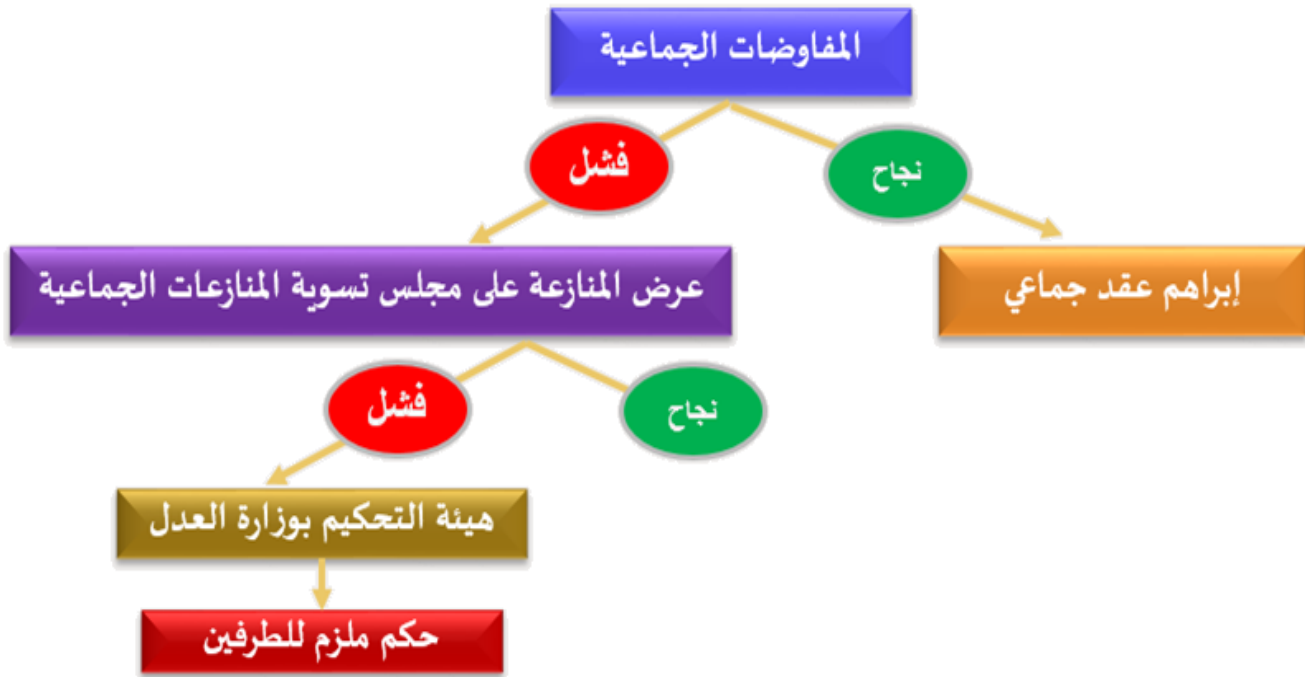 المفاوضات الجماعية
نجاح
فشل
إبراهم عقد جماعي
عرض المنازعة على مجلس تسوية المنازعات الجماعية
نجاح
فشل
هيئة التحكيم بوزارة العدل
حكم ملزم للطرفين